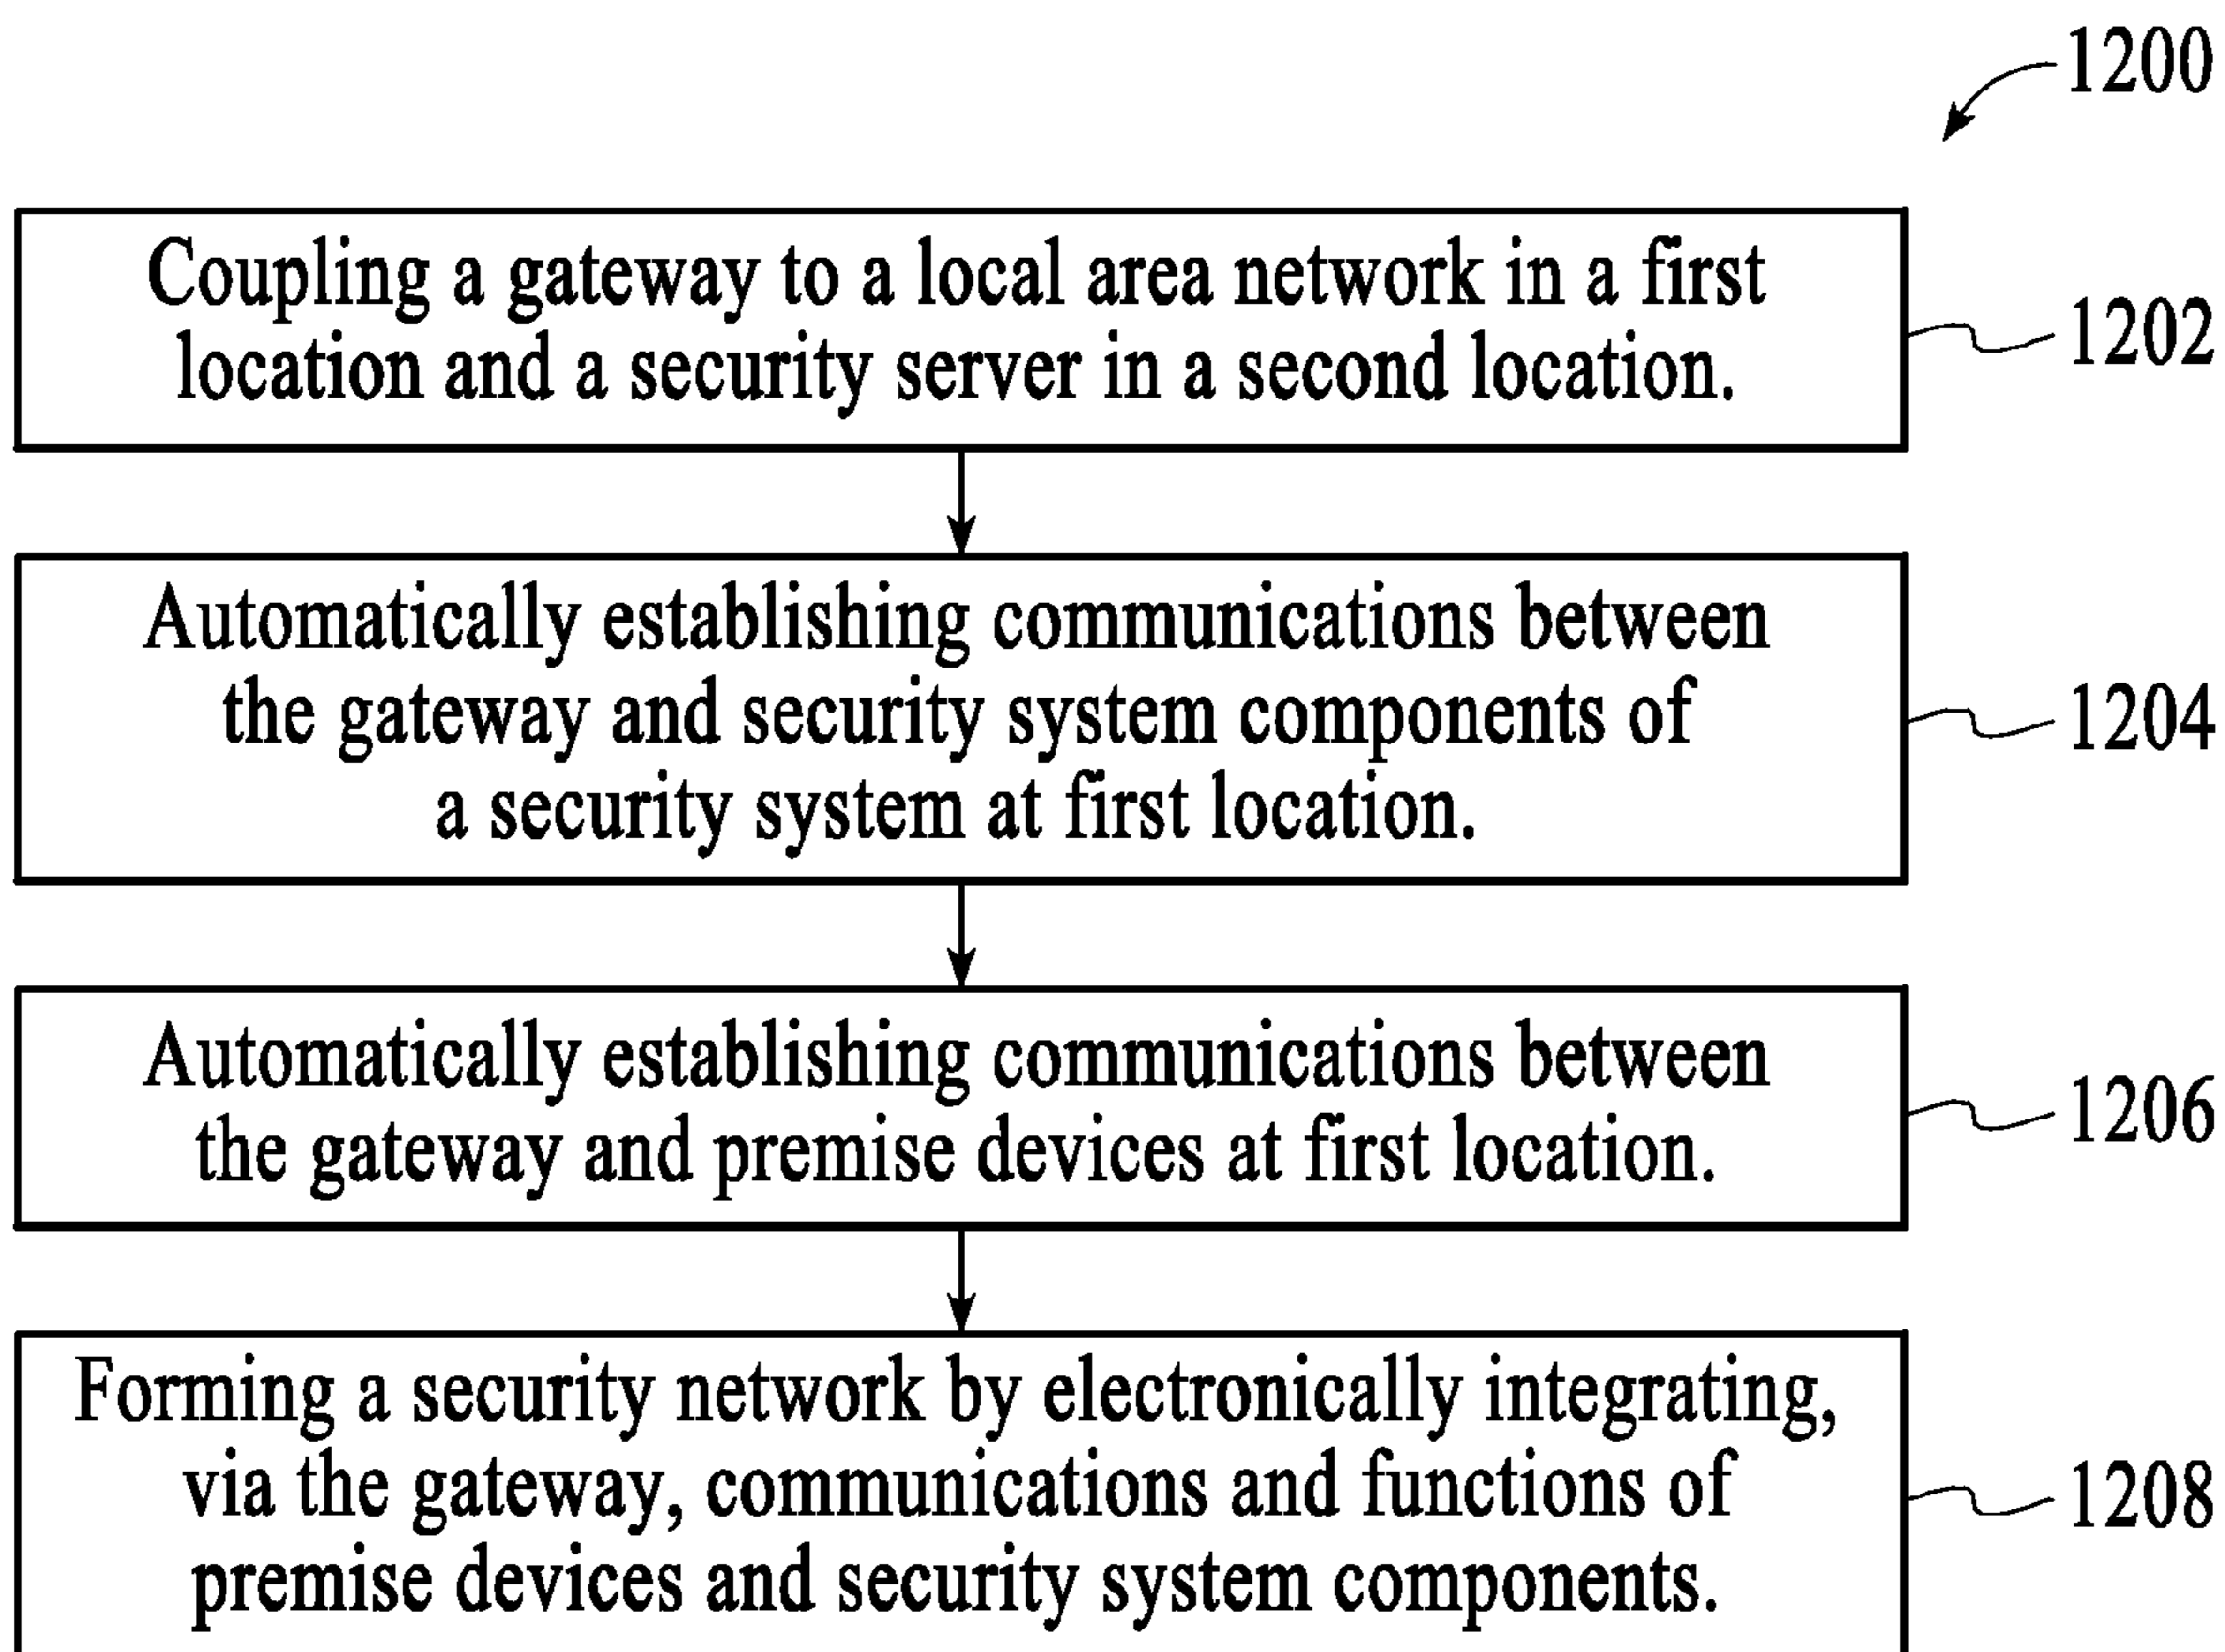 1200
Coupling a gateway to a local area network in a first
location and a security server in a second location.
1202
Automatically establishing communications between
the gateway and security system components of
a security system at first location.
1204
Automatically establishing communications between
the gateway and premise devices at first location.
1206
Forming a security network by electronically integrating,
via the gateway, communications and functions of
premise devices and security system components.
1208